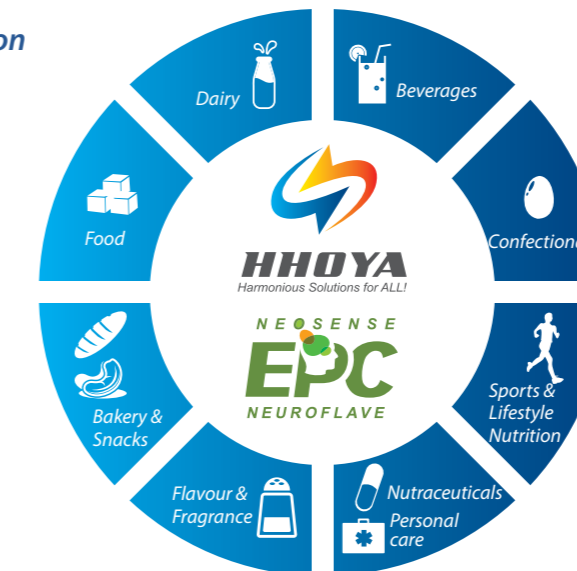 on
Dairy
Beverages
Food
Confectiona
HHOYA
Harmonious Solutions for ALL!
NEOSENSE
EPC
NEUROFLAVE
Bakery &
Snacks
Sports &
Lifestyle
Nutrition
Flavour &
Fragrance
Nutraceuticals
Personal
care